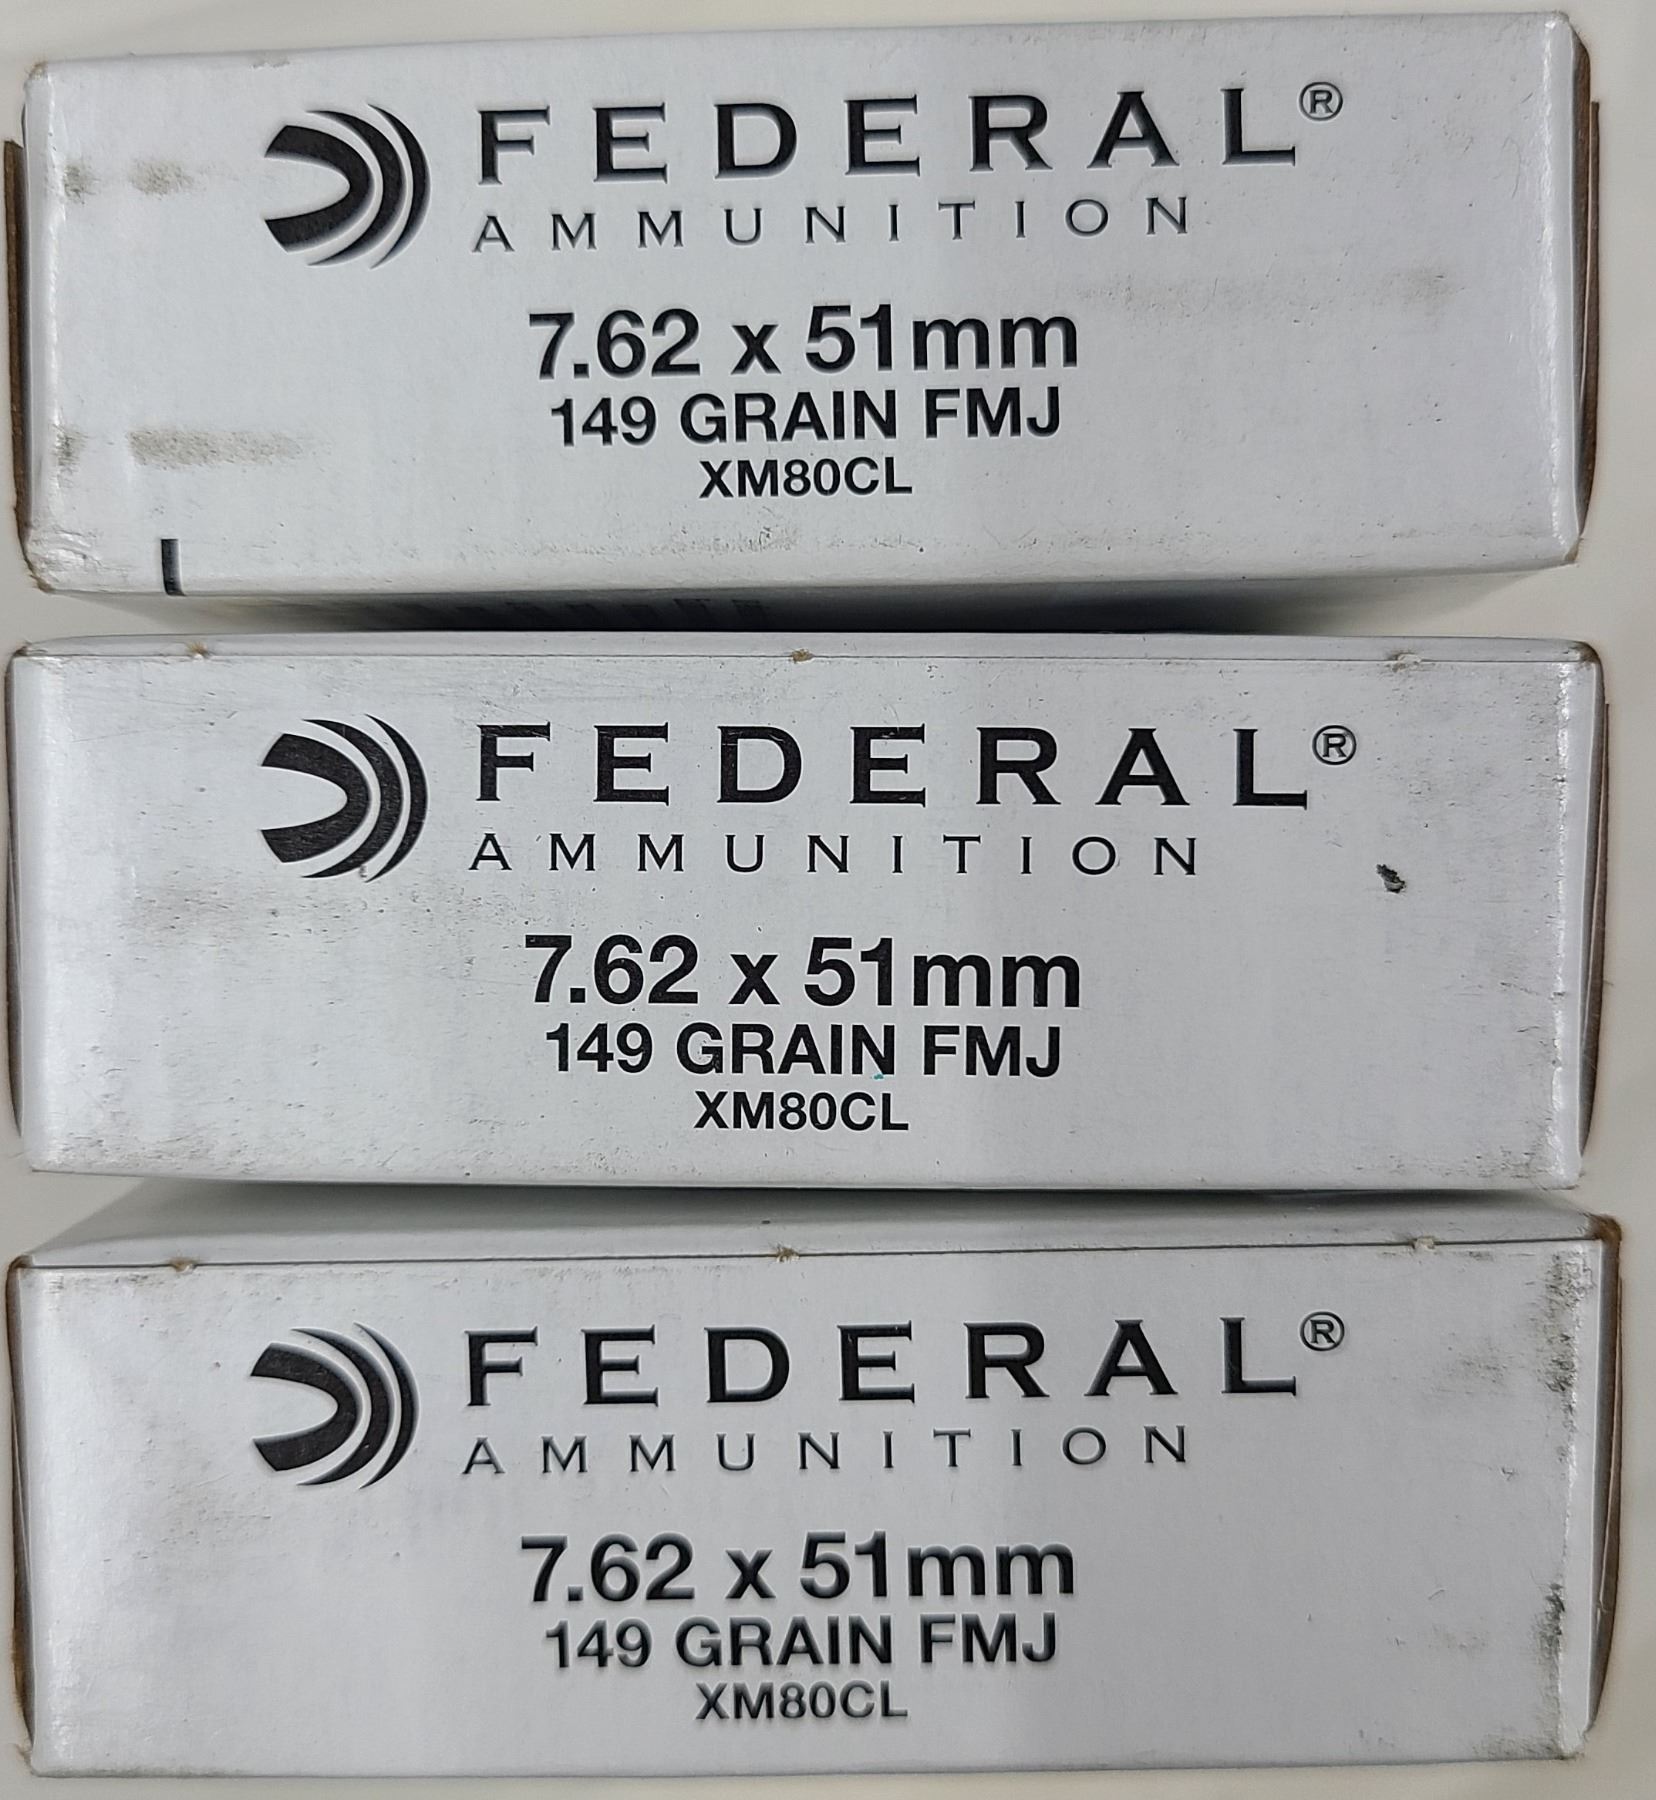 FEDERAL®
AMMUNITION
7.62 x 51mm
149 GRAIN FMJ
XM80CL
FEDERAL®
AMMUNITION
7.62 x 51mm
149 GRAIN FMJ
XM80CL
FEDERAL®
AMMUNITION
7.62 x 51mm
149 GRAIN FMJ
XM80CL